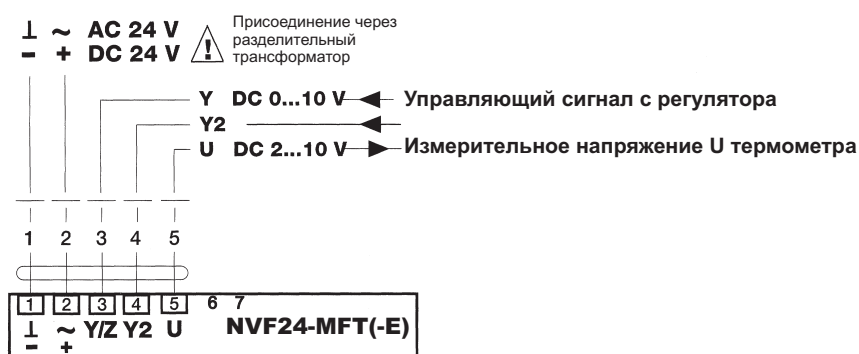 ⊥ ~ AC 24 V
− + DC 24 V
Присоединение через
разделительный
трансформатор
Y DC 0...10 V Управляющий сигнал с регулятора
Y2
U DC 2...10 V Измерительное напряжение U термометра
1 2 3 4 5
1 2 3 4 5 6 7
⊥ ~ Y/Z Y2 U NVF24-MFT(-E)
− +